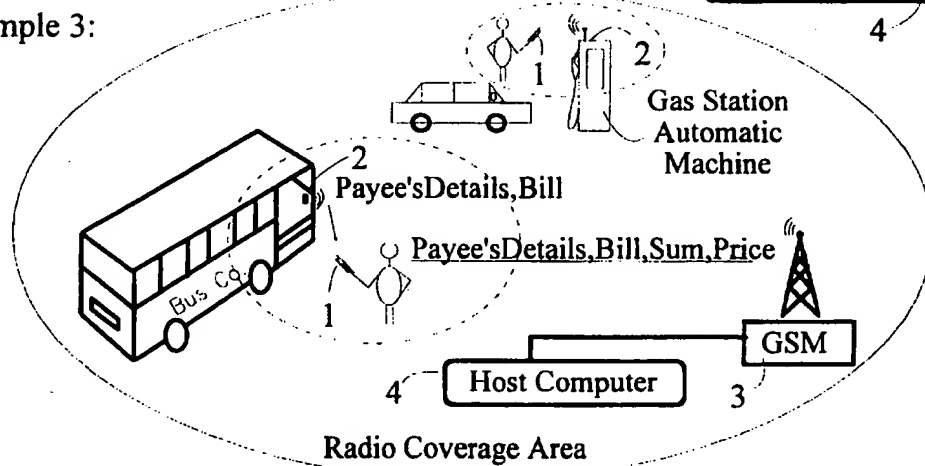 mple 3:
4
1
2
Gas Station
Automatic
Machine
2
Payee'sDetails,Bill
Payee'sDetails,Bill,Sum,Price
Bus Co.
1
GSM
4
Host Computer
3
Radio Coverage Area